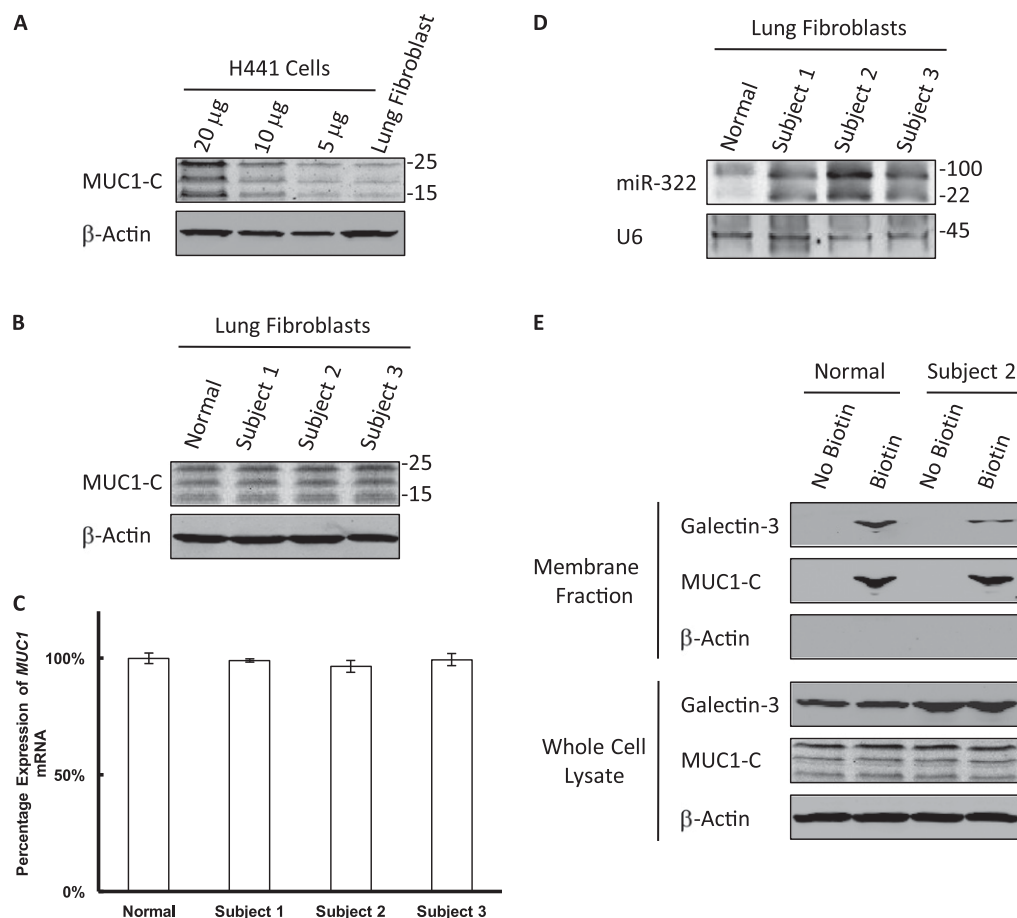 A
H441 Cells
20 μg
10 μg
5 μg
Lung Fibroblast
MUC1-C
-25
-15
β-Actin
B
Lung Fibroblasts
Normal
Subject 1
Subject 2
Subject 3
MUC1-C
-25
-15
β-Actin
C
Percentage Expression of MUC1
mRNA
100%
50%
0%
Normal
Subject 1
Subject 2
Subject 3
D
Lung Fibroblasts
Normal
Subject 1
Subject 2
Subject 3
miR-322
-100
-22
U6
-45
E
Normal
Subject 2
No Biotin
Biotin
No Biotin
Biotin
Membrane
Fraction
Galectin-3
MUC1-C
β-Actin
Whole Cell
Lysate
Galectin-3
MUC1-C
β-Actin